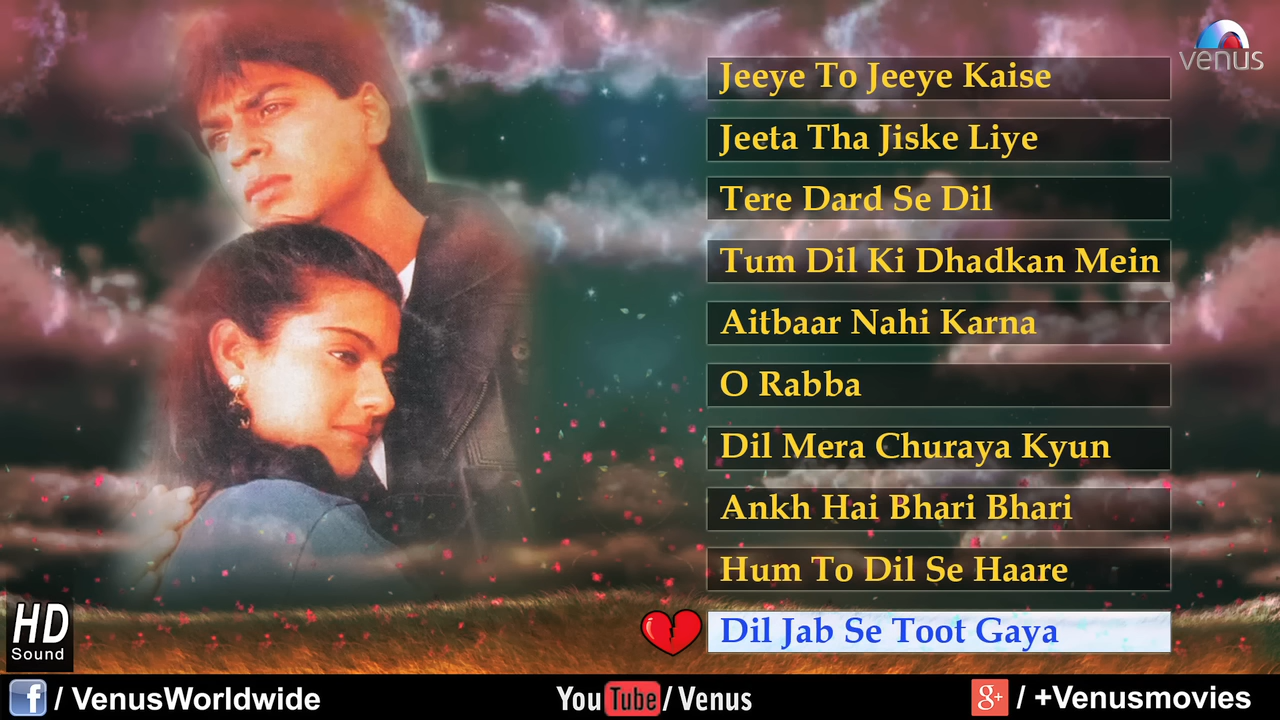 venus
Jeeye To Jeeye Kaise
Jeeta Tha Jiske Liye
Tere Dard Se Dil
Tum Dil Ki Dhadkan Mein
Aitbaar Nahi Karna
O Rabba
Dil Mera Churaya Kyun
Ankh Hai Bhari Bhari
Hum To Dil Se Haare
Dil Jab Se Toot Gaya
HD
Sound
f / VenusWorldwide
YouTube / Venus
g+ / +Venusmovies